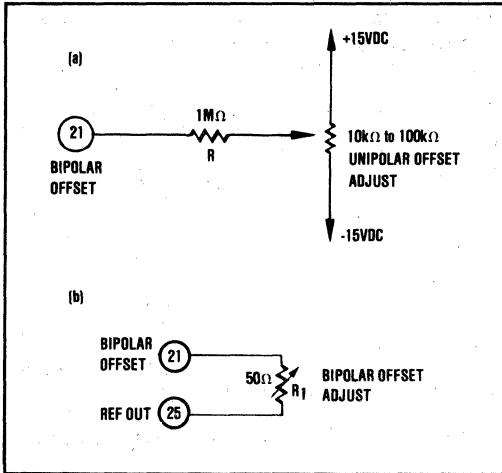 (a)
+15VDC
1MΩ
21
R
10kΩ to 100kΩ
UNIPOLAR OFFSET
ADJUST
BIPOLAR
OFFSET
-15VDC
(b)
BIPOLAR
OFFSET
21
50Ω
R1
BIPOLAR OFFSET
ADJUST
REF OUT
25